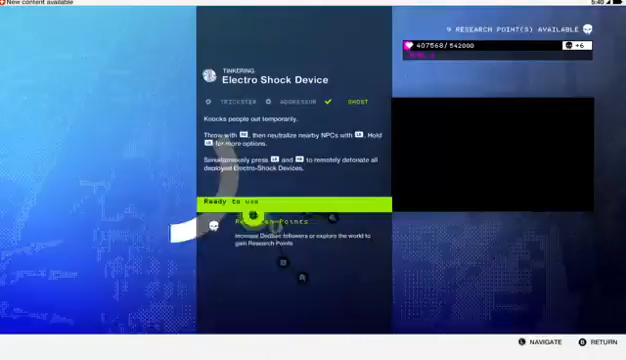 New content available
5:40
9 RESEARCH POINT(S) AVAILABLE
407568/542000
+6
TINKERING
Electro Shock Device
TRICKSTER
AGGRESSOR
GHOST
Knocks people out temporarily.
Throw with, then neutralize nearby NPCs with. Hold
for more options.
Simultaneously press and to remotely detonate all
deployed Electro-Shock Devices.
Ready to use
Research Points
Increase DedSec followers or explore the world to
gain Research Points
NAVIGATE
B RETURN